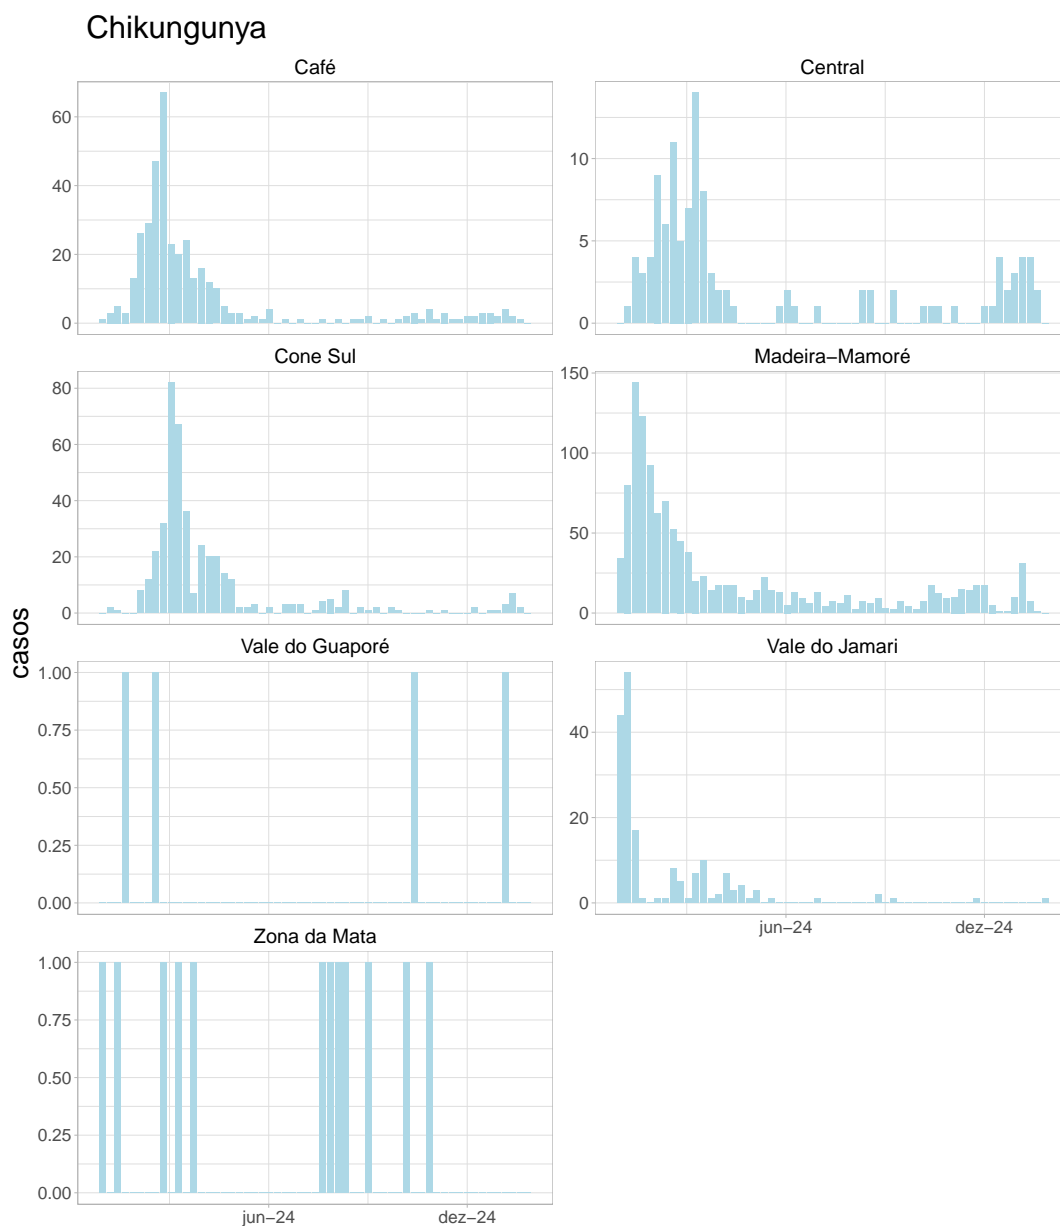 Chikungunya
Café
Central
60
40
20
0
10
5
0
Cone Sul
Madeira−Mamoré
80
60
40
20
0
150
100
50
0
casos
Vale do Guaporé
Vale do Jamari
1.00
0.75
0.50
0.25
0.00
40
20
0
jun−24
dez−24
Zona da Mata
1.00
0.75
0.50
0.25
0.00
jun−24
dez−24